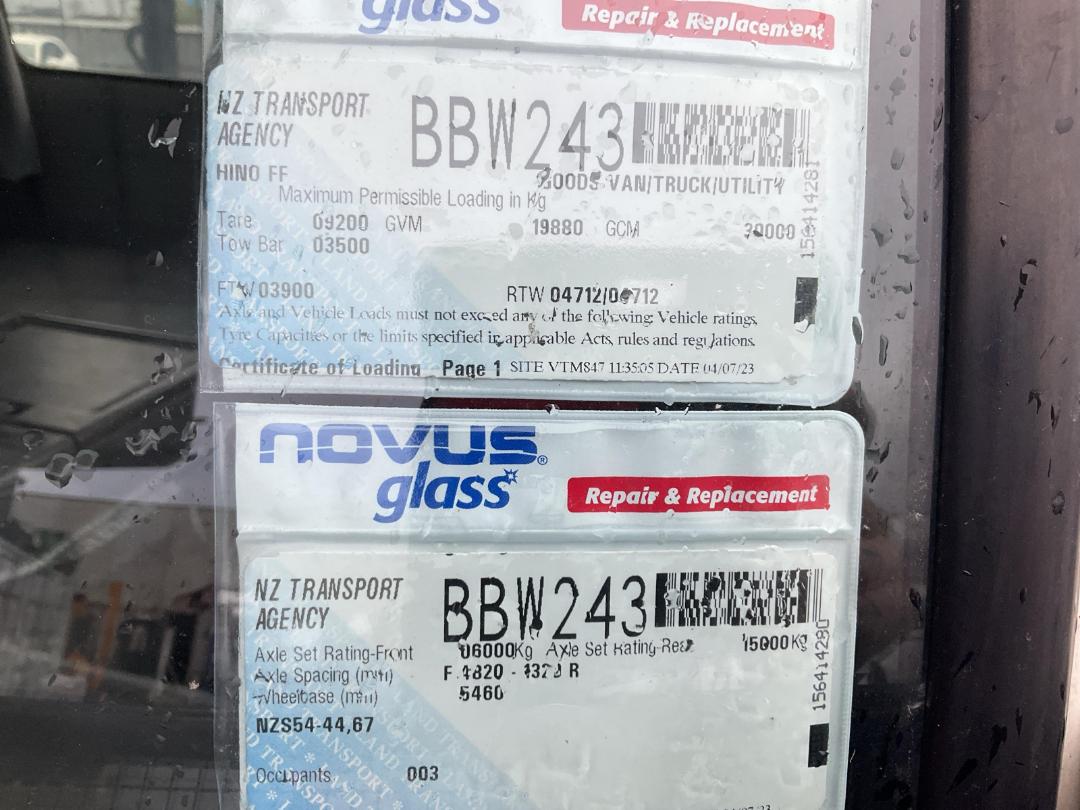 glass
Repair & Replacement
NZ TRANSPORT
AGENCY
BBW243
HINO FF
GOODS VAN/TRUCK/UTILITY
Maximum Permissible Loading in Kg
Tare 09200 GVM 19880 GCM 30000
Tow Bar 03500
FTW 03900 RTW 04712/04712
Axle and Vehicle Loads must not exceed any of the following: Vehicle ratings,
Tyre Capacities or the limits specified in applicable Acts, rules and regulations.
Certificate of Loading Page 1 SITE VTM847 11:35:05 DATE 04/07/23
novus®
glass
Repair & Replacement
NZ TRANSPORT
AGENCY
BBW243
Axle Set Rating-Front 06000Kg Axle Set Rating-Rear 15000Kg
Axle Spacing (mm) F 4820 - R
Wheelbase (mm) 5460
NZS54-44,67
Occupants 003
156414280